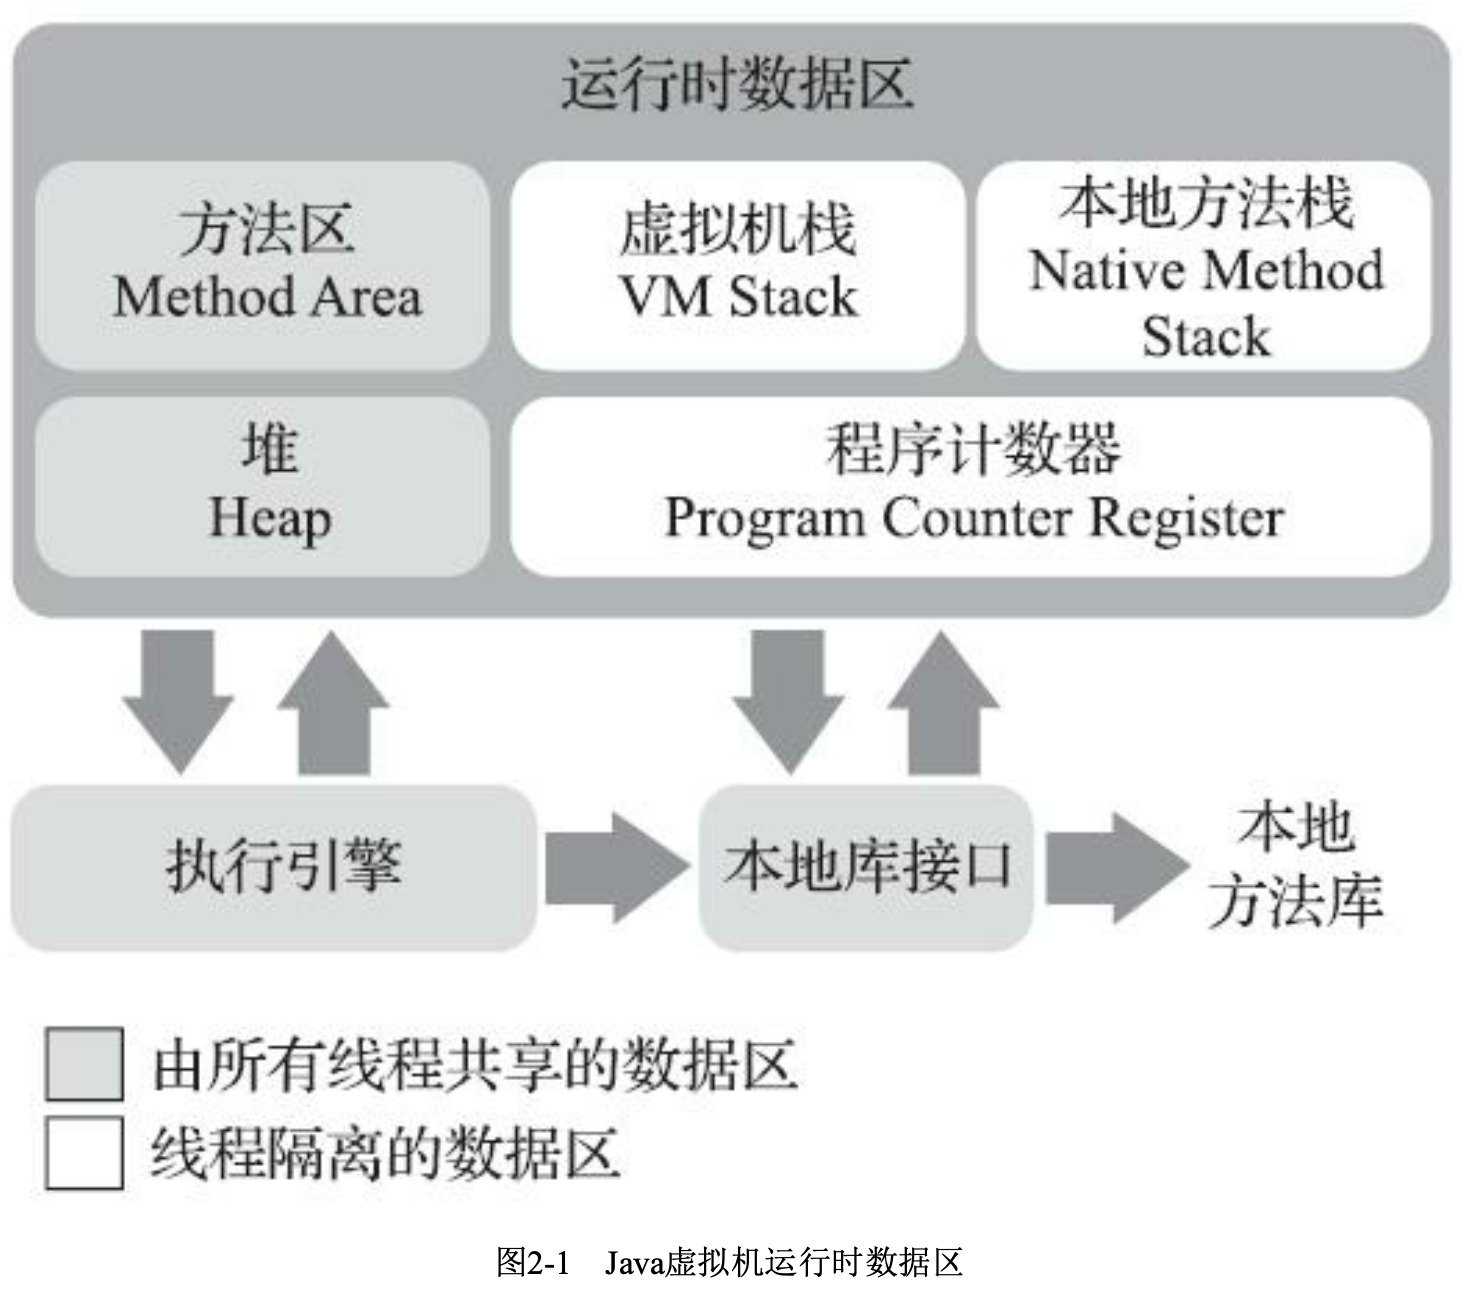 运行时数据区
方法区
Method Area
虚拟机栈
VM Stack
本地方法栈
Native Method
Stack
堆
Heap
程序计数器
Program Counter Register
执行引擎
本地库接口
本地
方法库
由所有线程共享的数据区
线程隔离的数据区
图2-1 Java虚拟机运行时数据区